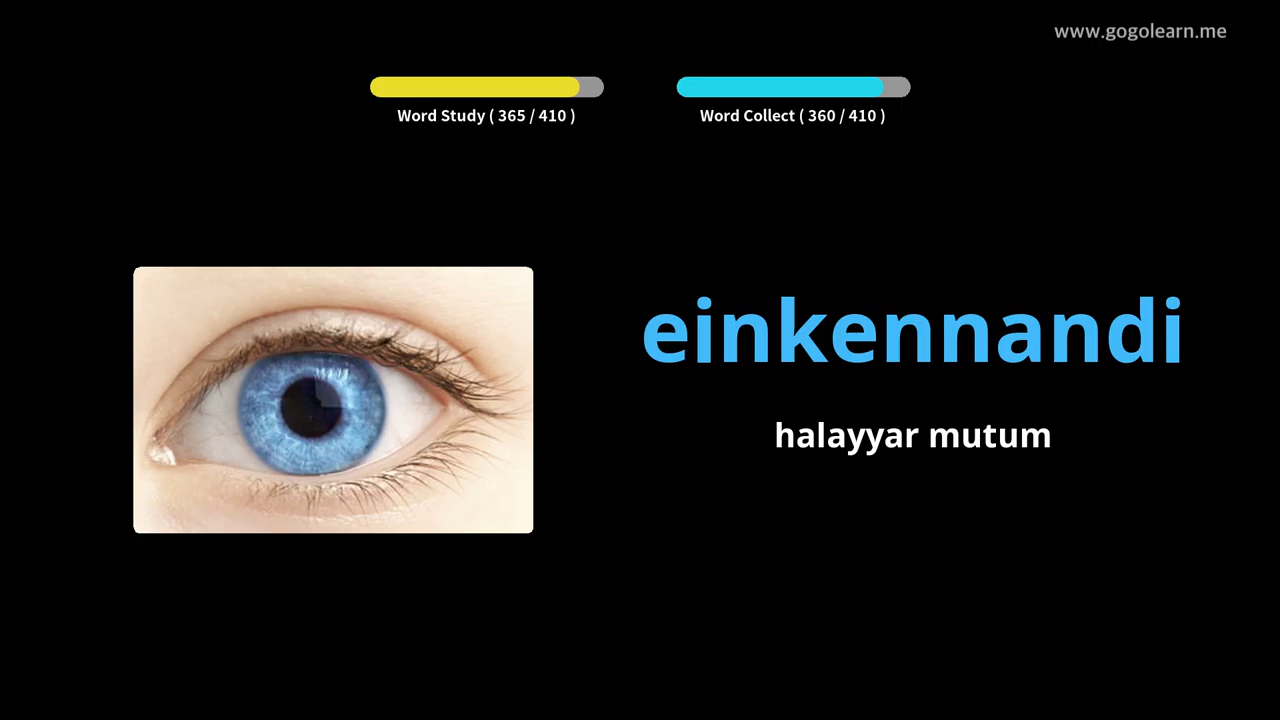 www.gogolearn.me
Word Study ( 365 / 410 )
Word Collect ( 360 / 410 )
einkennandi
halayyar mutum